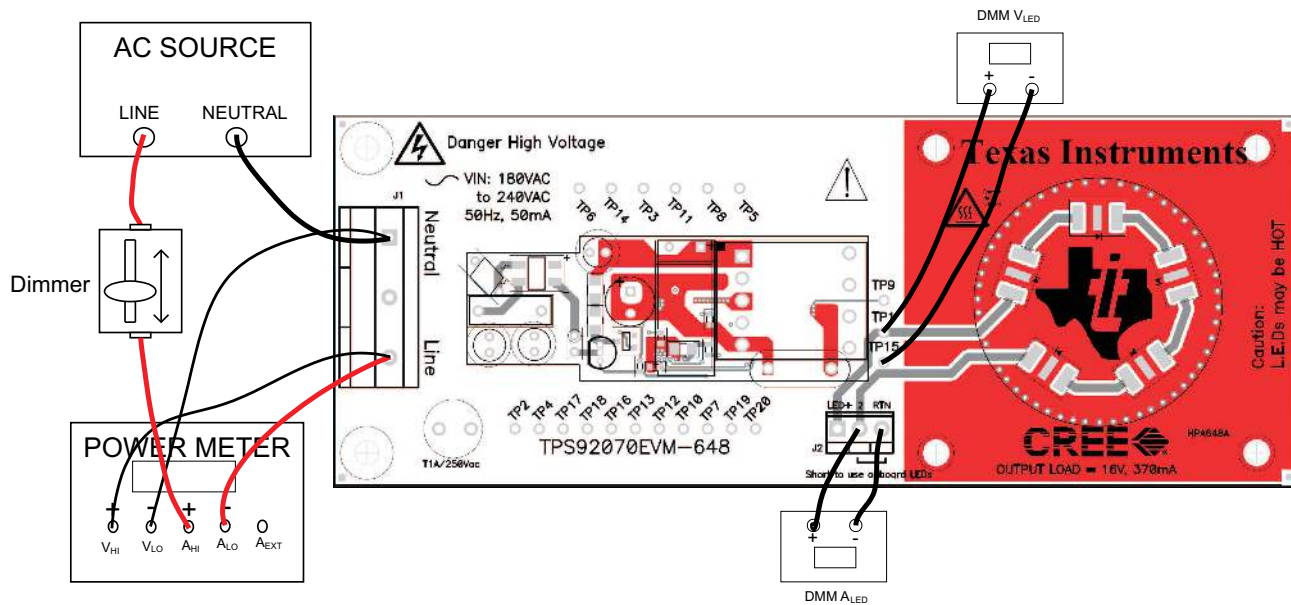 DMM VLED
+ -
AC SOURCE
LINE NEUTRAL
Dimmer
POWER METER
+ - + -
VHI VLO AHI ALO AEXT
Danger High Voltage
VIN: 180VAC
to 240VAC
50Hz, 50mA
J1
Neutral
Line
TP6 TP14 TP3 TP11 TP8 TP5
TP9
TP1
TP15
TP2 TP4 TP17 TP18 TP16 TP13 TP12 TP10 TP7 TP19 TP20
TPS92070EVM-648
T1A/250Vac
LED+ 2 RTN
J2
Short to use onboard LEDs
Texas Instruments
Caution:
L.E.Ds may be HOT
CREE
HPA648A
OUTPUT LOAD = 16V, 370mA
+ -
DMM ALED